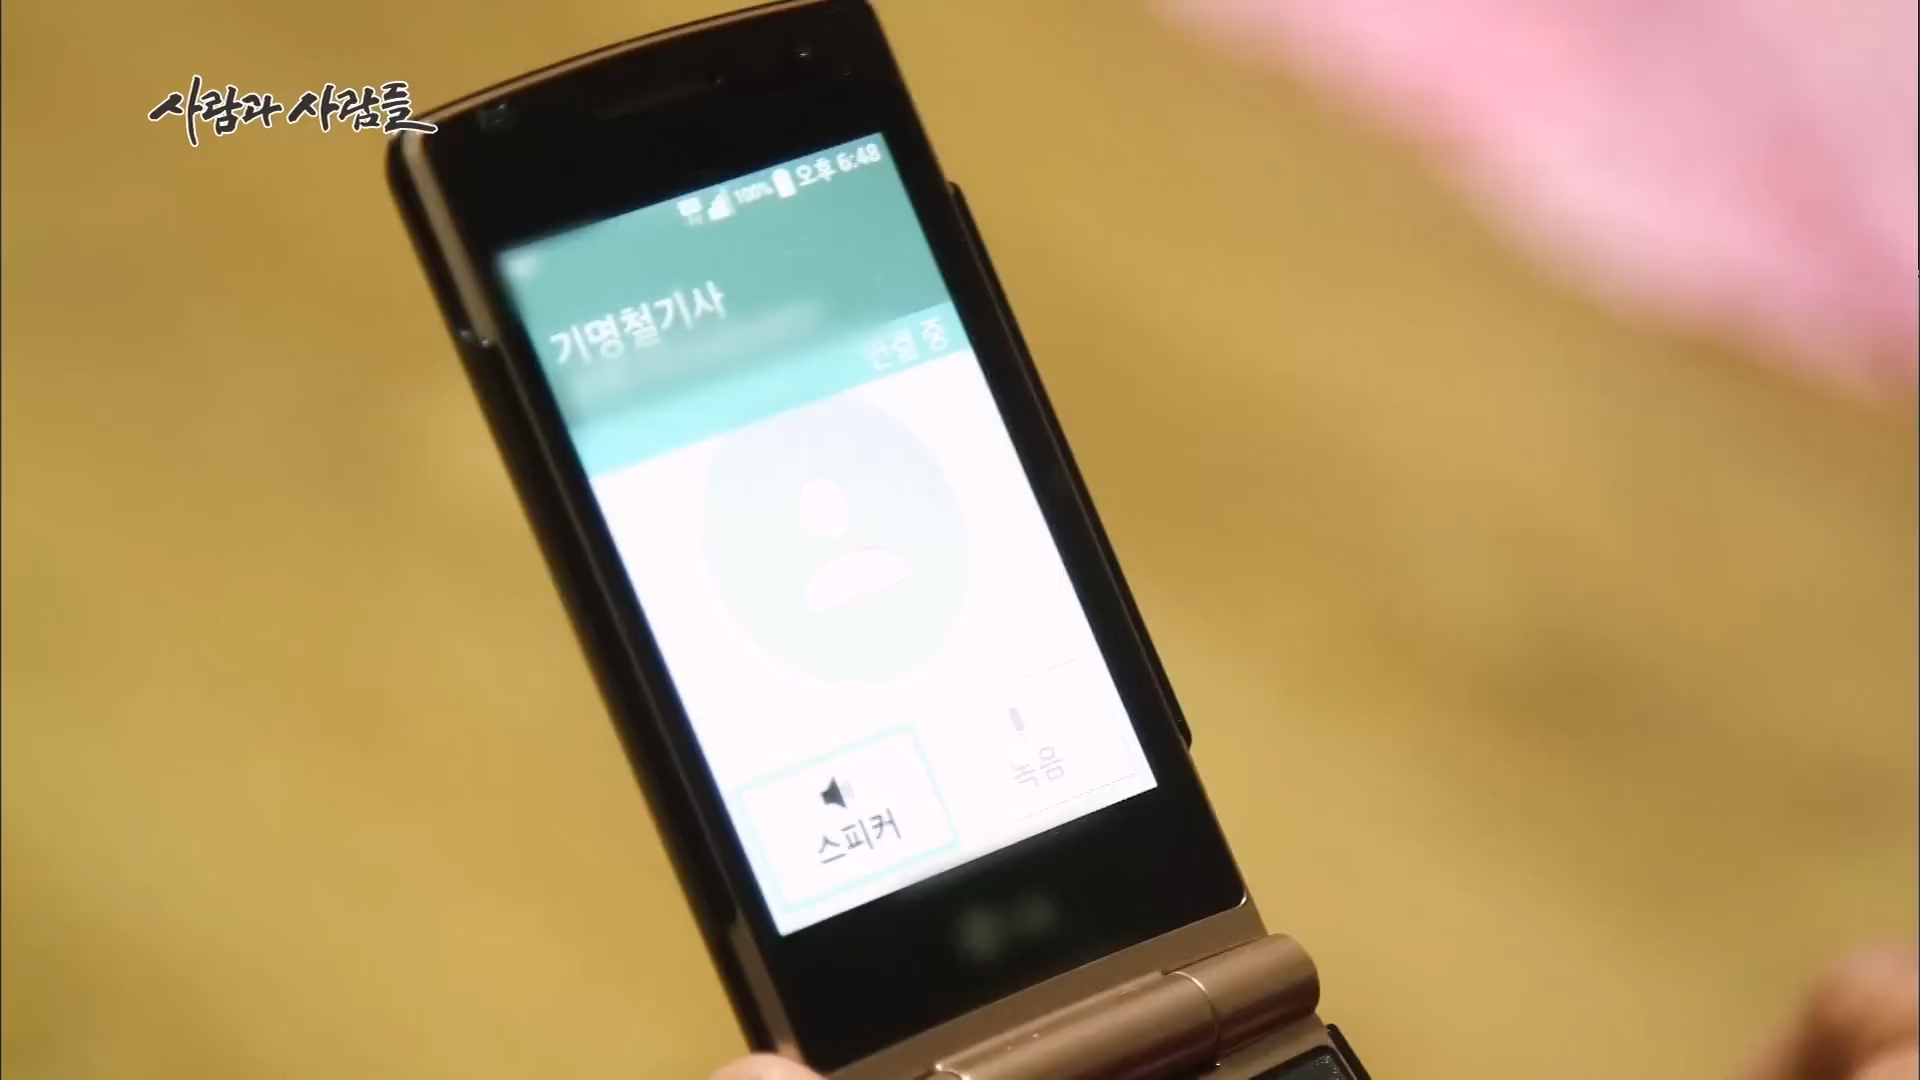 사람과 사람들
100% 오후 6:48
기명철기사
연결 중
녹음
스피커